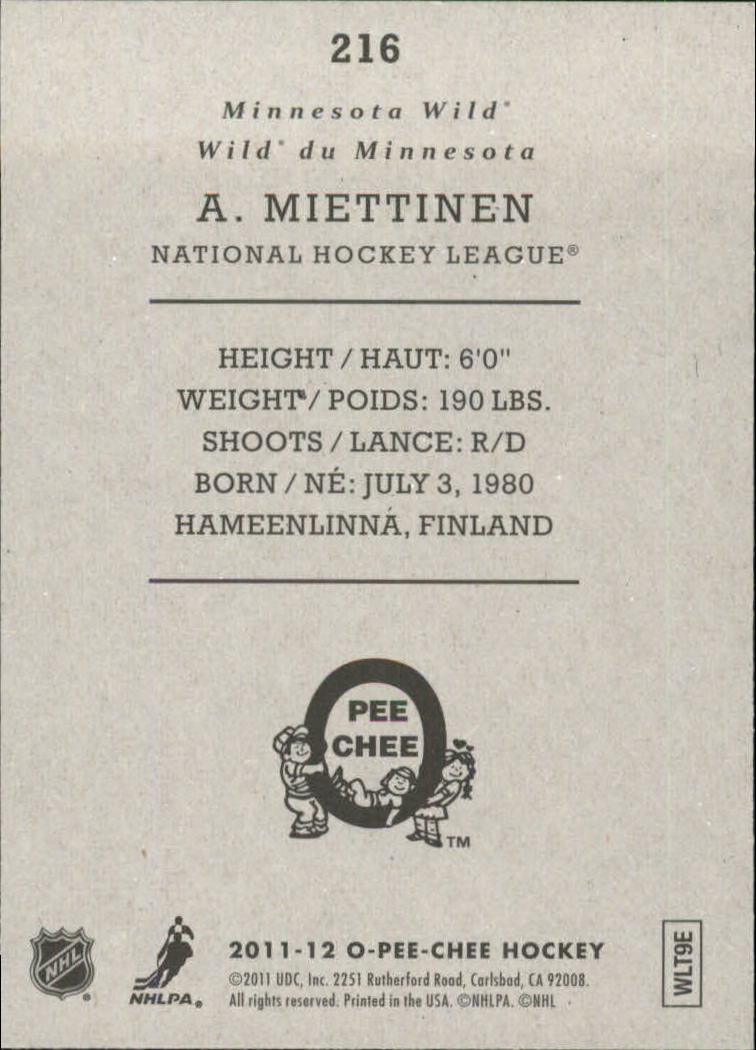 216
Minnesota Wild®
Wild® du Minnesota
A. MIETTINEN
NATIONAL HOCKEY LEAGUE®
HEIGHT / HAUT: 6'0"
WEIGHT / POIDS: 190 LBS.
SHOOTS / LANCE: R/D
BORN / NÉ: JULY 3, 1980
HAMEENLINNA, FINLAND
PEE
CHEE
TM
NHL
®
NHLPA®
2011-12 O-PEE-CHEE HOCKEY
©2011 UDC, Inc. 2251 Rutherford Road, Carlsbad, CA 92008.
All rights reserved. Printed in the USA. ©NHLPA. ©NHL
WLT9E